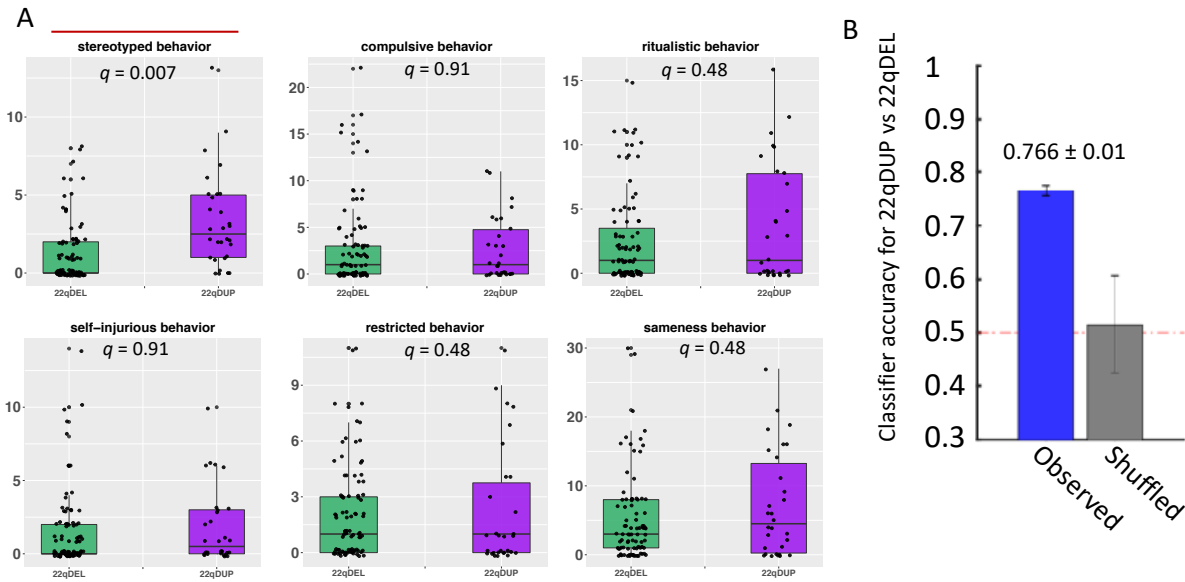 A
stereotyped behavior
q = 0.007
10
5
0
22qDEL
22qDUP
compulsive behavior
q = 0.91
20
15
10
5
0
22qDEL
22qDUP
ritualistic behavior
q = 0.48
15
10
5
0
22qDEL
22qDUP
self-injurious behavior
q = 0.91
10
5
0
22qDEL
22qDUP
restricted behavior
q = 0.48
9
6
3
0
22qDEL
22qDUP
sameness behavior
q = 0.48
30
20
10
0
22qDEL
22qDUP
B
Classifier accuracy for 22qDUP vs 22qDEL
1
0.9
0.8
0.7
0.6
0.5
0.4
0.3
0.766 ± 0.01
Observed
Shuffled